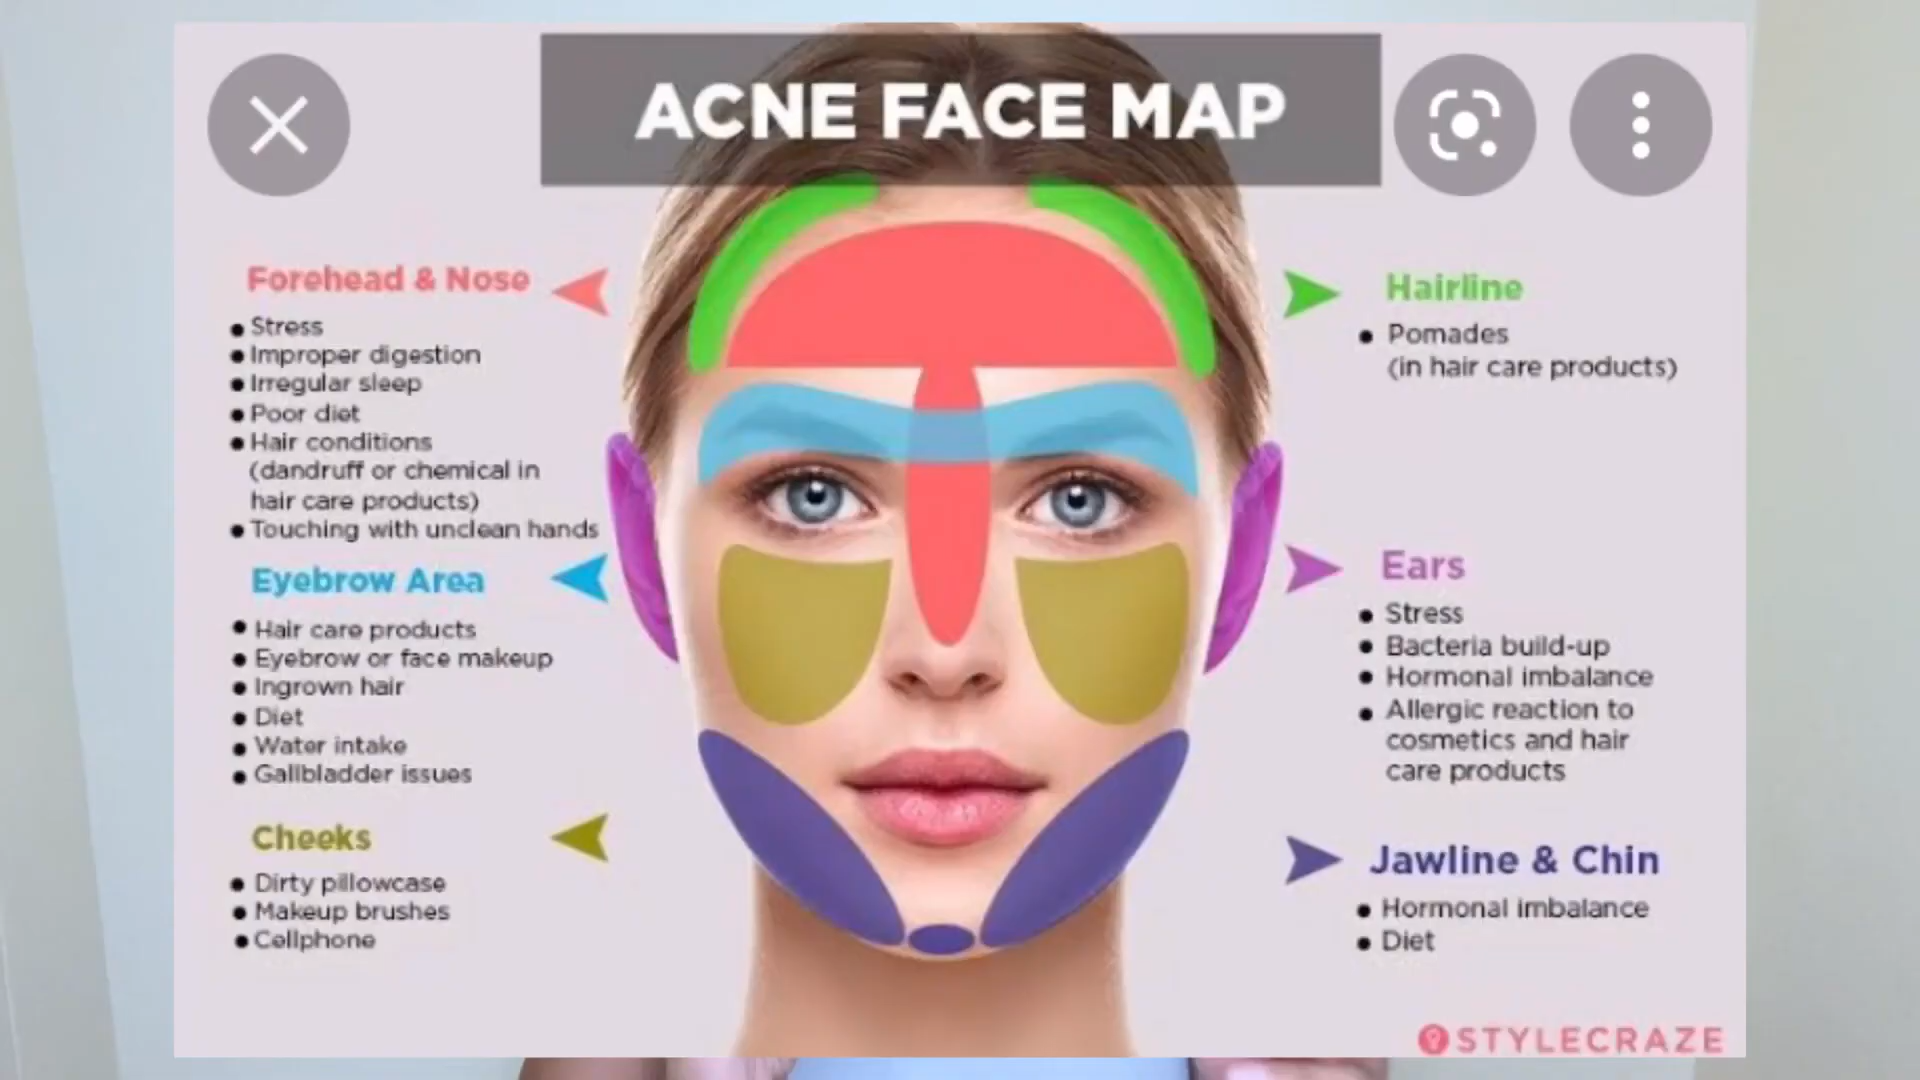 ACNE FACE MAP
Forehead & Nose
● Stress
● Improper digestion
● Irregular sleep
● Poor diet
● Hair conditions
(dandruff or chemical in
hair care products)
● Touching with unclean hands
Eyebrow Area
● Hair care products
● Eyebrow or face makeup
● Ingrown hair
● Diet
● Water intake
● Gallbladder issues
Cheeks
● Dirty pillowcase
● Makeup brushes
● Cellphone
Hairline
● Pomades
(in hair care products)
Ears
● Stress
● Bacteria build-up
● Hormonal imbalance
● Allergic reaction to
cosmetics and hair
care products
Jawline & Chin
● Hormonal imbalance
● Diet
STYLECRAZE